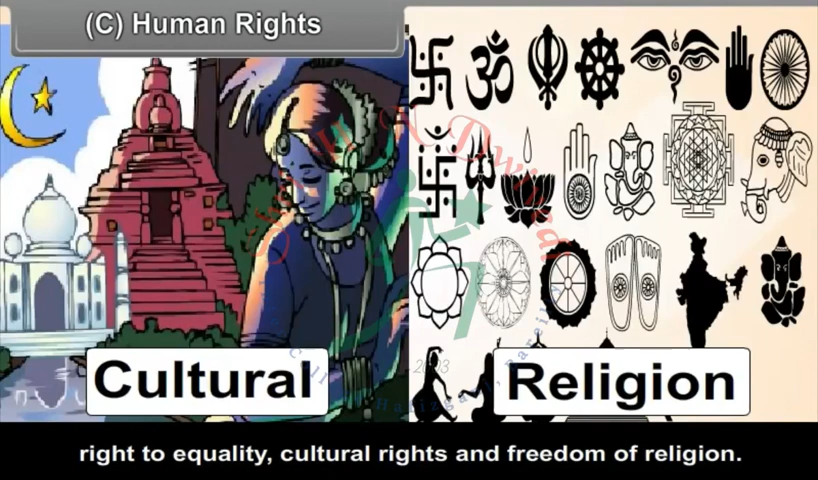 (C) Human Rights
Cultural
Religion
right to equality, cultural rights and freedom of religion.